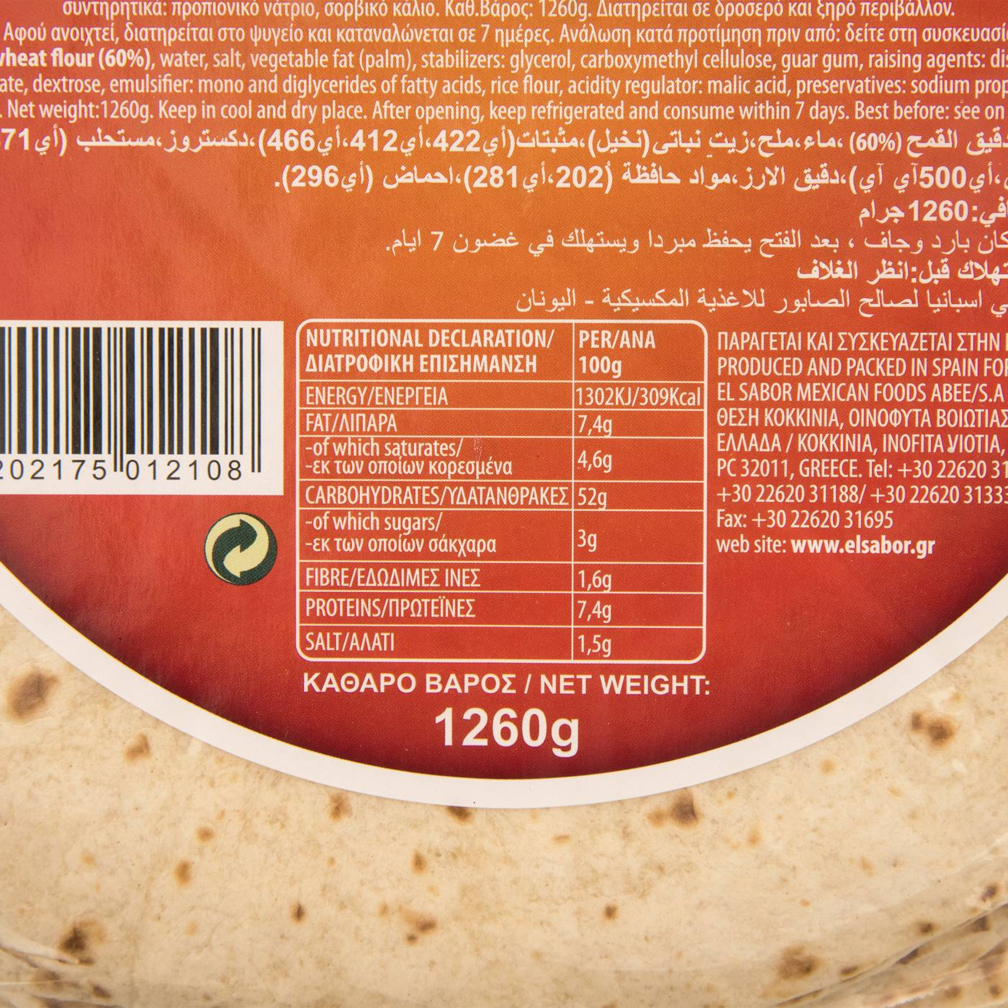 συντηρητικά: προπιονικό νάτριο, σορβικό κάλιο. Καθ.Βάρος: 1260g. Διατηρείται σε δροσερό και ξηρό περιβάλλον.
Αφού ανοιχτεί, διατηρείται στο ψυγείο και καταναλώνεται σε 7 ημέρες. Ανάλωση κατά προτίμηση πριν από: δείτε στη
wheat flour (60%), water, salt, vegetable fat (palm), stabilizers: glycerol, carboxymethyl cellulose, guar gum, raising agents:
dextrose, emulsifier: mono and diglycerides of fatty acids, rice flour, acidity regulator: malic acid, preservatives: sodium
. Net weight:1260g. Keep in cool and dry place. After opening, keep refrigerated and consume within 7 days. Best before: see on
دقيق القمح (60%) ،ماء،ملح،زيت نباتى(نخيل)،مثبتات(أي422،أي412،أي466)،دكستروز،مستحلب (أي
،أي500آي آي)،دقيق الارز،مواد حافظة (202،أي281)،احماض (أي296).
1260 جرام
كان بارد وجاف ، بعد الفتح يحفظ مبردا ويستهلك في غضون 7 ايام.
تهلاك قبل:انظر الغلاف
ي اسبانيا لصالح الصابور للاغذية المكسيكية - اليونان
202175 012108
NUTRITIONAL DECLARATION/ PER/ANA
ΔΙΑΤΡΟΦΙΚΗ ΕΠΙΣΗΜΑΝΣΗ 100g
ENERGY/ΕΝΕΡΓΕΙΑ 1302KJ/309Kcal
FAT/ΛΙΠΑΡΑ 7,4g
-of which saturates/
-εκ των οποίων κορεσμένα 4,6g
CARBOHYDRATES/ΥΔΑΤΑΝΘΡΑΚΕΣ 52g
-of which sugars/
-εκ των οποίων σάκχαρα 3g
FIBRE/ΕΔΩΔΙΜΕΣ ΙΝΕΣ 1,6g
PROTEINS/ΠΡΩΤΕΪΝΕΣ 7,4g
SALT/ΑΛΑΤΙ 1,5g
ΚΑΘΑΡΟ ΒΑΡΟΣ / NET WEIGHT:
1260g
ΠΑΡΑΓΕΤΑΙ ΚΑΙ ΣΥΣΚΕΥΑΖΕΤΑΙ ΣΤΗΝ
PRODUCED AND PACKED IN SPAIN FOR
EL SABOR MEXICAN FOODS ABEE/S.A
ΘΕΣΗ ΚΟΚΚΙΝΙΑ, ΟΙΝΟΦΥΤΑ ΒΟΙΩΤΙΑΣ
ΕΛΛΑΔΑ / KOKKINIA, INOFITA VIOTIA,
PC 32011, GREECE. Tel: +30 22620
+30 22620 31188/ +30 22620
Fax: +30 22620 31695
web site: www.elsabor.gr